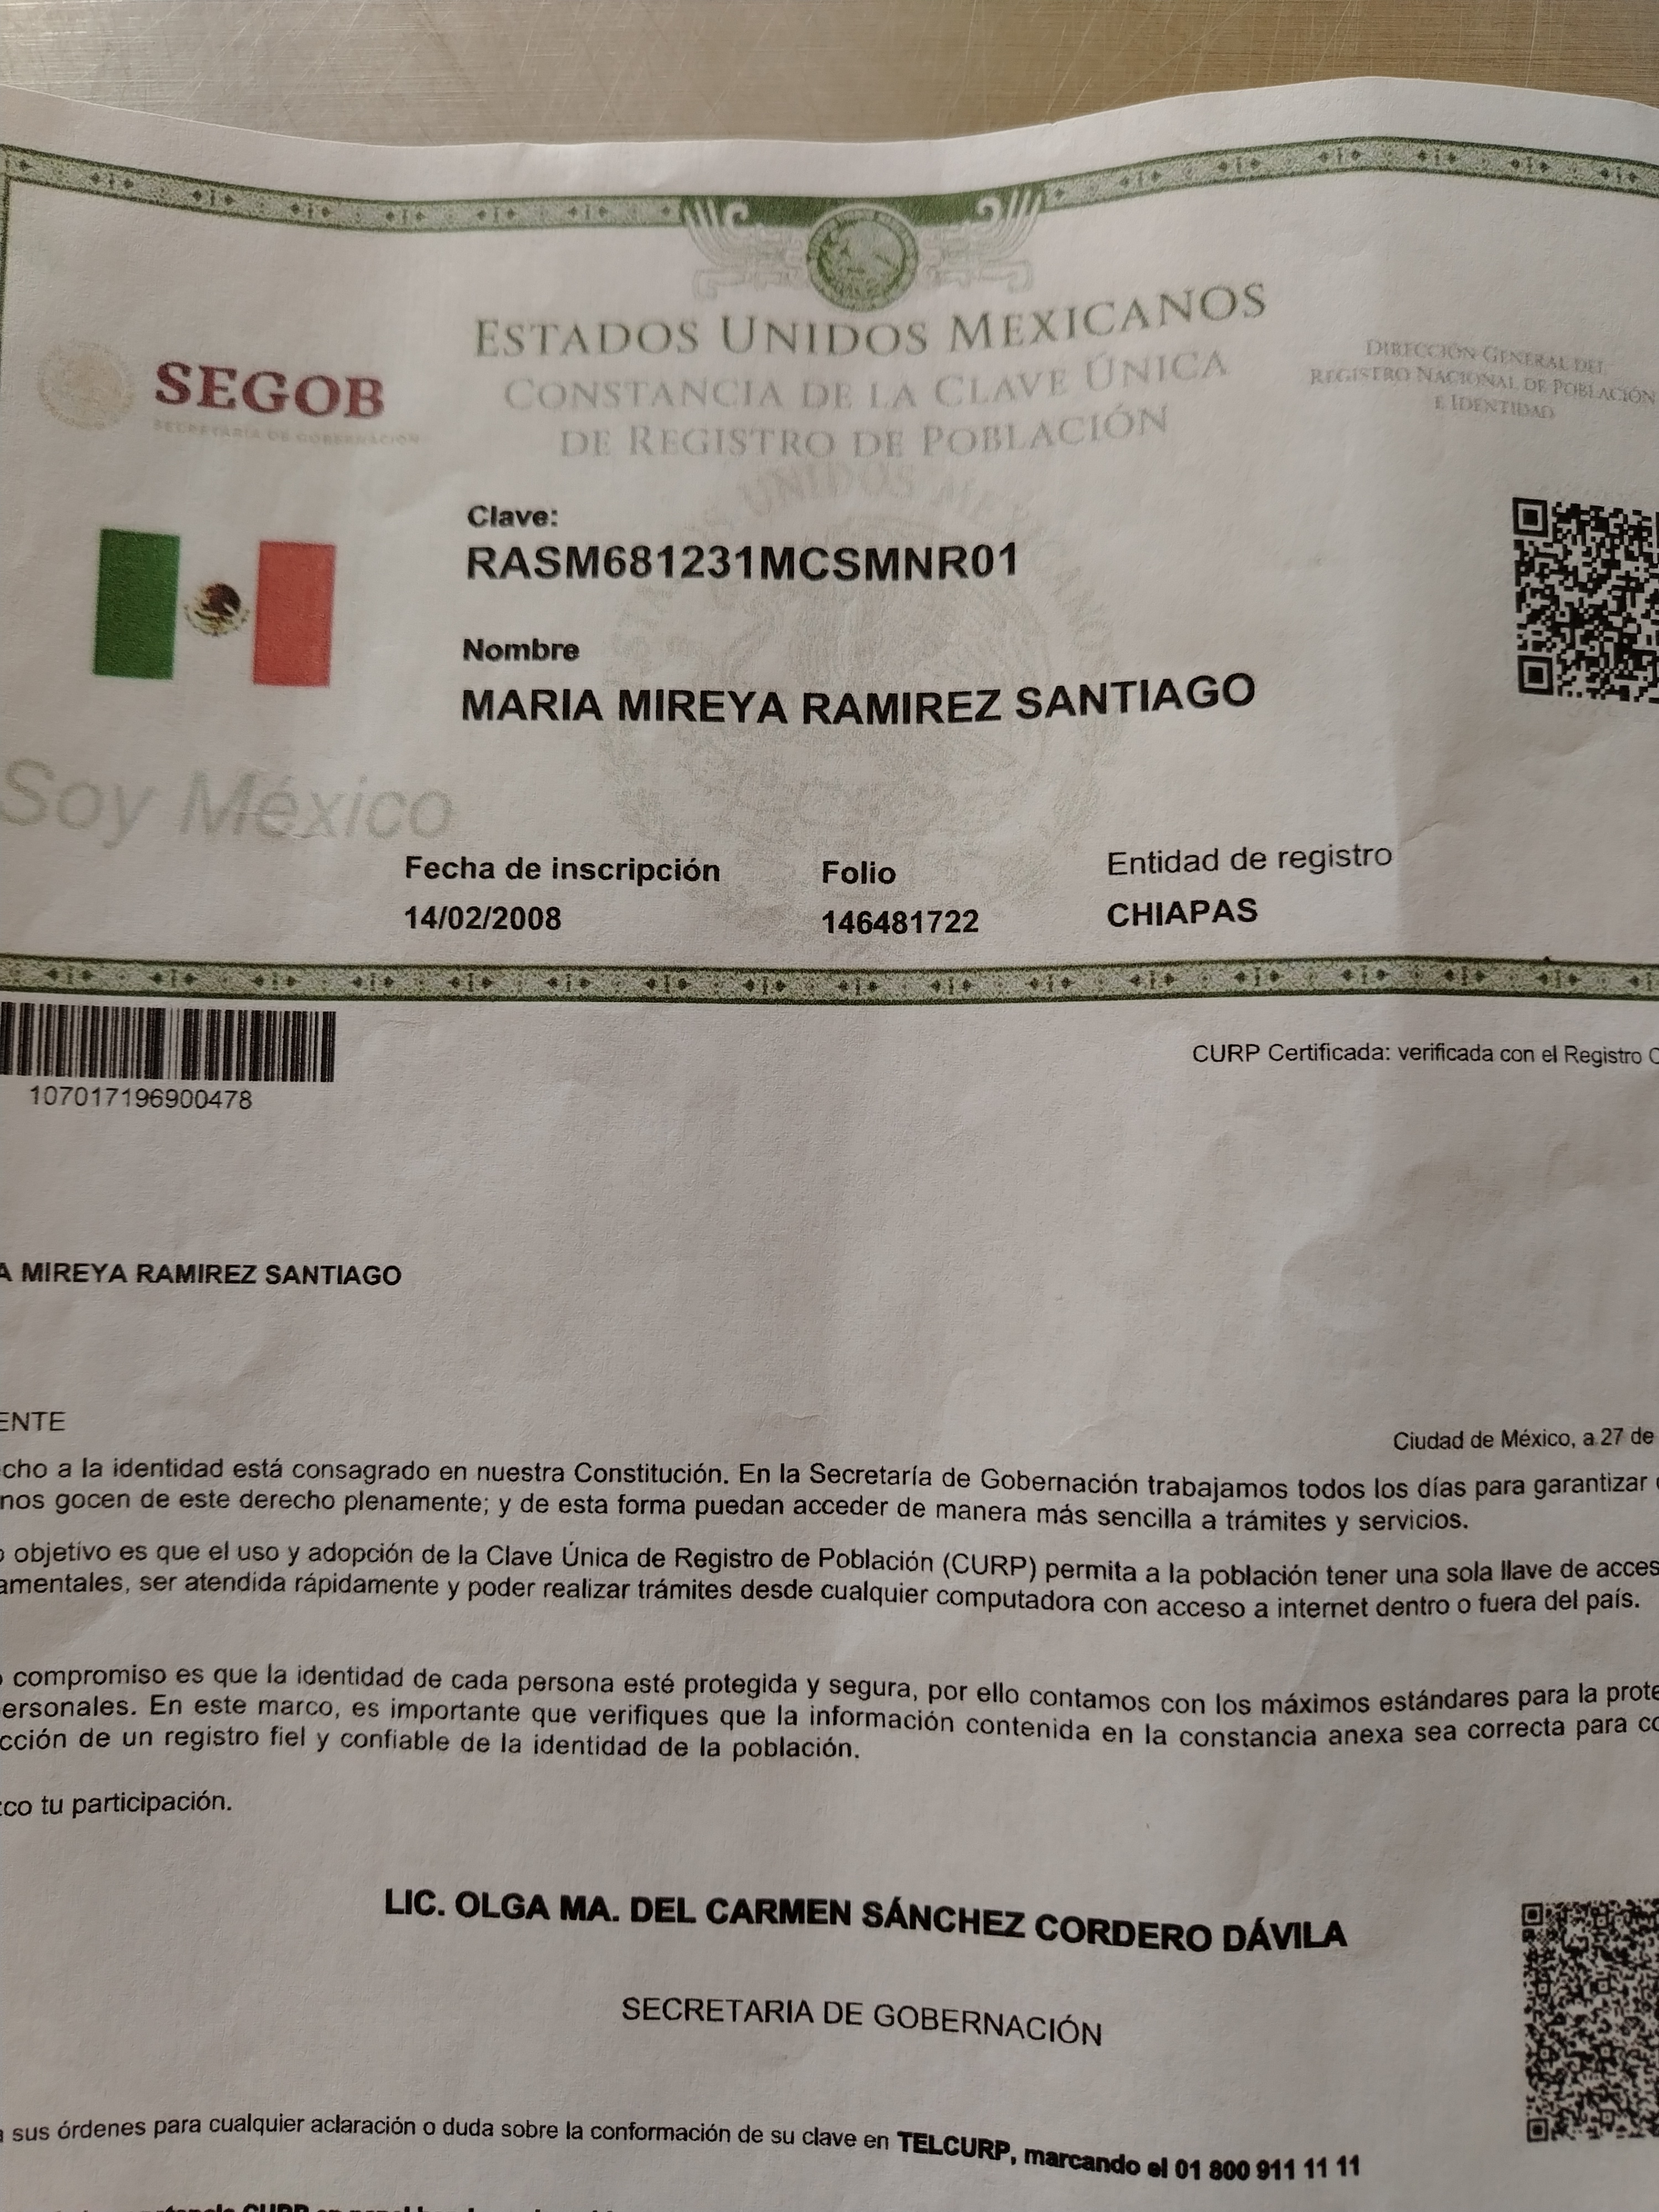 ESTADOS UNIDOS MEXICANOS
CONSTANCIA DE LA CLAVE ÚNICA
DE REGISTRO DE POBLACIÓN
SEGOB
SECRETARÍA DE GOBERNACIÓN
DIRECCIÓN GENERAL DEL
REGISTRO NACIONAL DE POBLACIÓN
E IDENTIDAD
Clave:
RASM681231MCSMNR01
Nombre
MARIA MIREYA RAMIREZ SANTIAGO
Soy México
Fecha de inscripción Folio Entidad de registro
14/02/2008 146481722 CHIAPAS
107017196900478
CURP Certificada: verificada con el Registro
A MIREYA RAMIREZ SANTIAGO
ENTE
Ciudad de México, a 27 de
cho a la identidad está consagrado en nuestra Constitución. En la Secretaría de Gobernación trabajamos todos los días para garantizar
nos gocen de este derecho plenamente; y de esta forma puedan acceder de manera más sencilla a trámites y servicios.
o objetivo es que el uso y adopción de la Clave Única de Registro de Población (CURP) permita a la población tener una sola llave de acces
amentales, ser atendida rápidamente y poder realizar trámites desde cualquier computadora con acceso a internet dentro o fuera del país.
o compromiso es que la identidad de cada persona esté protegida y segura, por ello contamos con los máximos estándares para la prote
ersonales. En este marco, es importante que verifiques que la información contenida en la constancia anexa sea correcta para co
cción de un registro fiel y confiable de la identidad de la población.
zco tu participación.
LIC. OLGA MA. DEL CARMEN SÁNCHEZ CORDERO DÁVILA
SECRETARIA DE GOBERNACIÓN
a sus órdenes para cualquier aclaración o duda sobre la conformación de su clave en TELCURP, marcando el 01 800 911 11 11